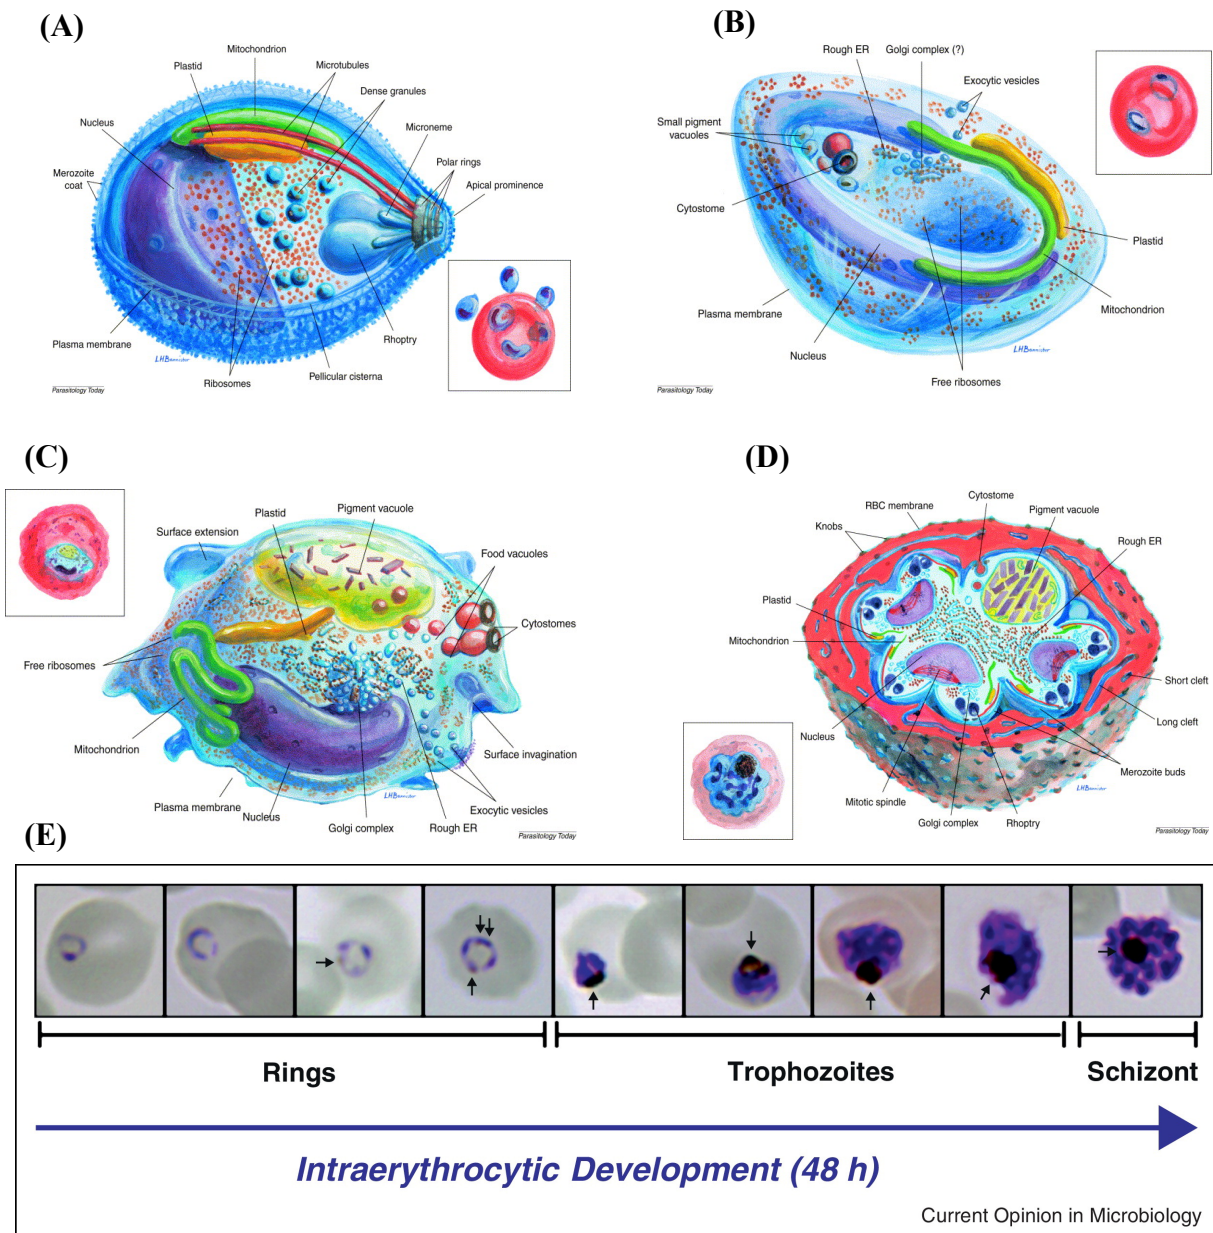 (A)
Mitochondrion
Plastid
Microtubules
Dense granules
Nucleus
Microneme
Polar rings
Merozoite
coat
Apical prominence
Plasma membrane
Rhoptry
LHBannister
Ribosomes
Pellicular cisterna
Parasitology Today
(B)
Rough ER
Golgi complex (?)
Exocytic vesicles
Small pigment
vacuoles
Cytostome
Plastid
Plasma membrane
Mitochondrion
Nucleus
LHBannister
Free ribosomes
Parasitology Today
(C)
Surface extension
Plastid
Pigment vacuole
Food vacuoles
Cytostomes
Free ribosomes
Mitochondrion
Surface invagination
Plasma membrane
Nucleus
LHBannister
Exocytic vesicles
Golgi complex
Rough ER
Parasitology Today
(D)
Cytostome
RBC membrane
Pigment vacuole
Knobs
Rough ER
Plastid
Mitochondrion
Short cleft
Long cleft
Nucleus
Merozoite buds
Mitotic spindle
LHBannister
Golgi complex
Rhoptry
Parasitology Today
(E)
Rings
Trophozoites
Schizont
Intraerythrocytic Development (48 h)
Current Opinion in Microbiology